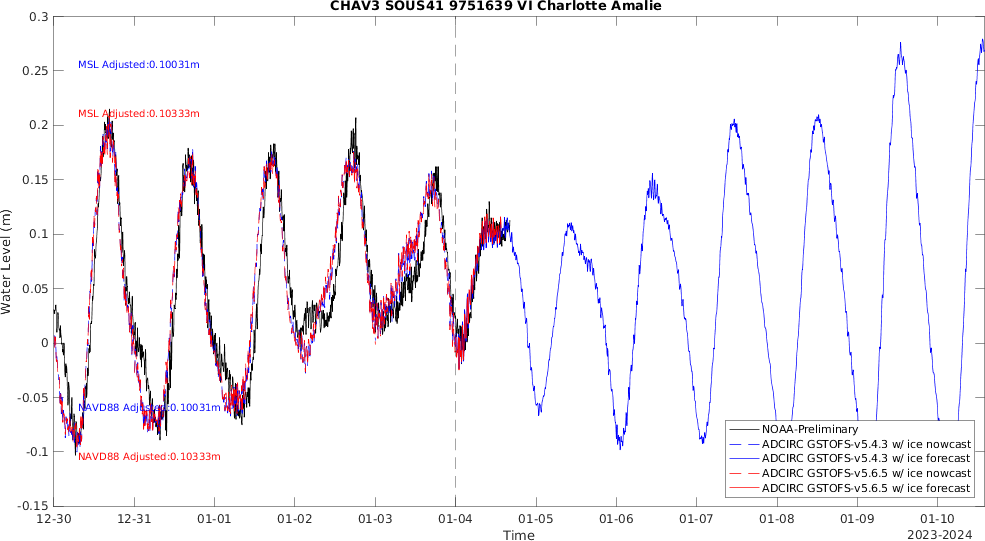 CHAV3 SOUS41 9751639 VI Charlotte Amalie
0.3
0.25
0.2
0.15
0.1
0.05
0
-0.05
-0.1
-0.15
Water Level (m)
MSL Adjusted:0.10031m
MSL Adjusted:0.10333m
NAVD88 Adjusted:0.10031m
NAVD88 Adjusted:0.10333m
NOAA-Preliminary
ADCIRC GSTOFS-v5.4.3 w/ ice nowcast
ADCIRC GSTOFS-v5.4.3 w/ ice forecast
ADCIRC GSTOFS-v5.6.5 w/ ice nowcast
ADCIRC GSTOFS-v5.6.5 w/ ice forecast
12-30 12-31 01-01 01-02 01-03 01-04 01-05 01-06 01-07 01-08 01-09 01-10
Time
2023-2024